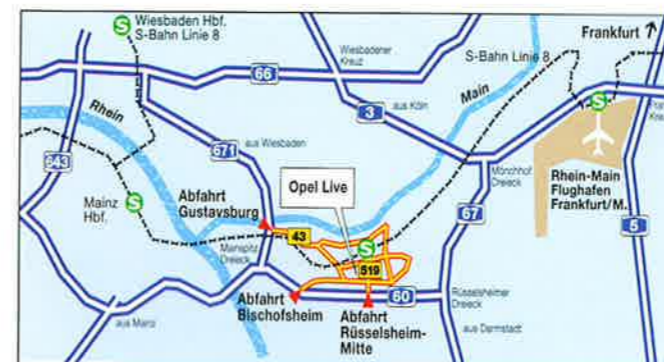 Wiesbaden Hbf.
S-Bahn Linie 8
Frankfurt
Wiesbadener
Kreuz
S-Bahn Linie 8
66
Rhein
Main
aus Köln
3
643
671
aus Wiesbaden
Mönchhof
Dreieck
Rhein-Main
Flughafen
Frankfurt/M.
Opel Live
Mainz
Hbf.
Abfahrt
Gustavsburg
67
5
43
Mainspitz
Dreieck
519
60
Rüsselsheimer
Dreieck
Abfahrt
Bischofsheim
Abfahrt
Rüsselsheim-
Mitte
aus Mainz
aus Darmstadt
S
S
S
S